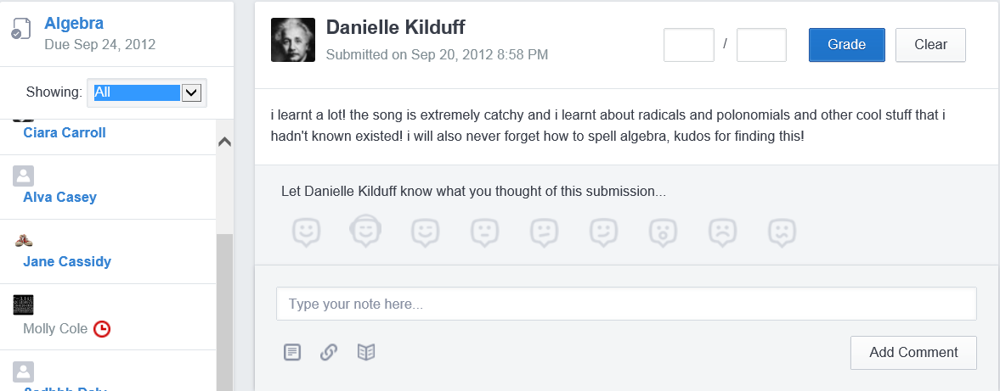 Algebra
Due Sep 24, 2012
Showing: All
Ciara Carroll
Alva Casey
Jane Cassidy
Molly Cole
Danielle Kilduff
Submitted on Sep 20, 2012 8:58 PM
/
Grade
Clear
i learnt a lot! the song is extremely catchy and i learnt about radicals and polonomials and other cool stuff that i
hadn't known existed! i will also never forget how to spell algebra, kudos for finding this!
Let Danielle Kilduff know what you thought of this submission...
Type your note here...
Add Comment